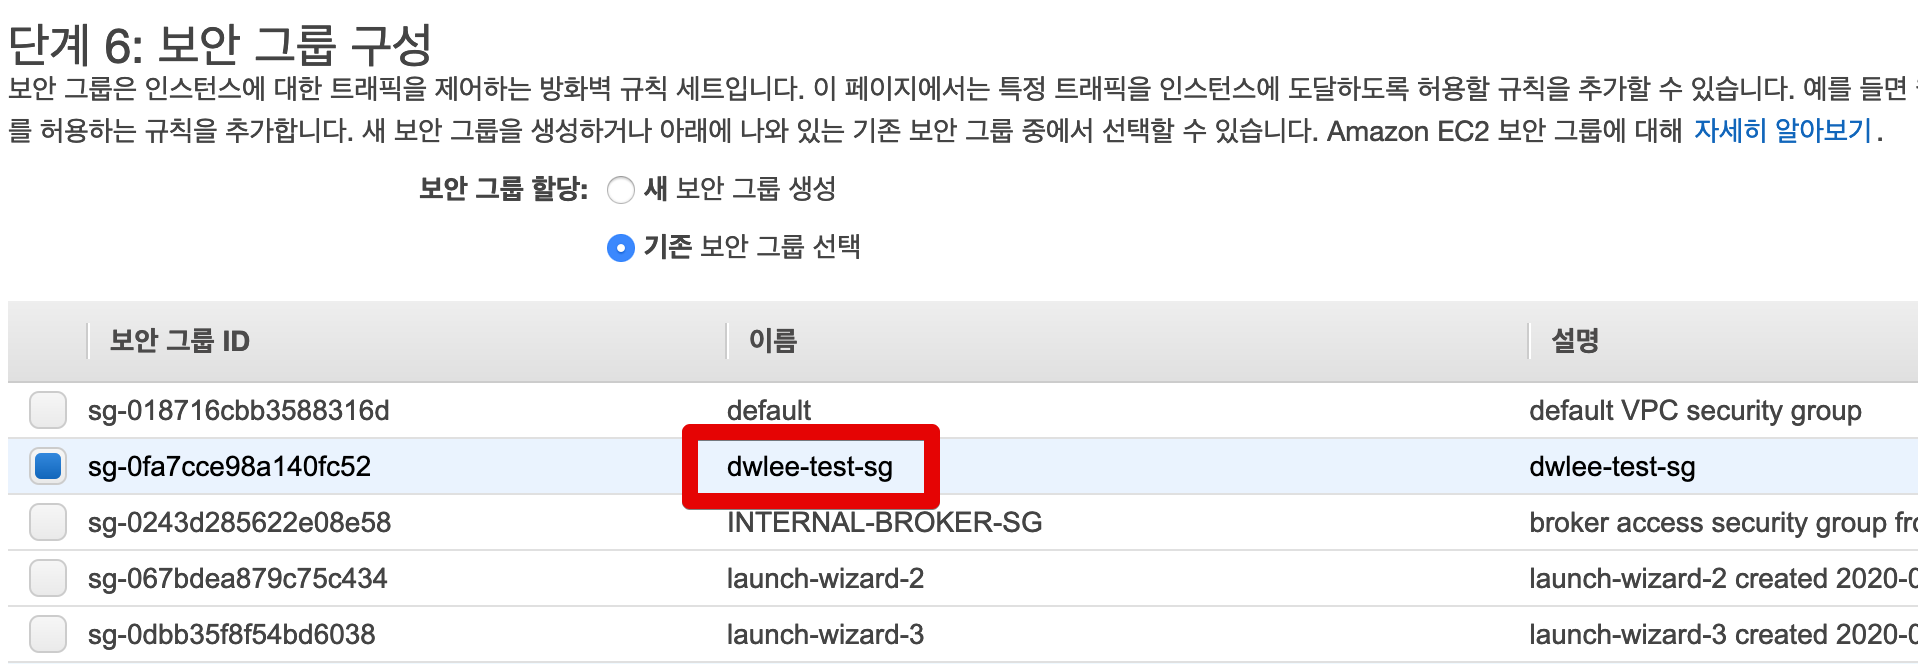 단계 6: 보안 그룹 구성
보안 그룹은 인스턴스에 대한 트래픽을 제어하는 방화벽 규칙 세트입니다. 이 페이지에서는 특정 트래픽을 인스턴스에 도달하도록 허용할 규칙을 추가할 수 있습니다. 예를 들면
를 허용하는 규칙을 추가합니다. 새 보안 그룹을 생성하거나 아래에 나와 있는 기존 보안 그룹 중에서 선택할 수 있습니다. Amazon EC2 보안 그룹에 대해 자세히 알아보기.
보안 그룹 할당: 새 보안 그룹 생성
기존 보안 그룹 선택
보안 그룹 ID 이름 설명
sg-018716cbb3588316d default default VPC security group
sg-0fa7cce98a140fc52 dwlee-test-sg dwlee-test-sg
sg-0243d285622e08e58 INTERNAL-BROKER-SG broker access security group
sg-067bdea879c75c434 launch-wizard-2 launch-wizard-2 created 2020-0
sg-0dbb35f8f54bd6038 launch-wizard-3 launch-wizard-3 created 2020-0